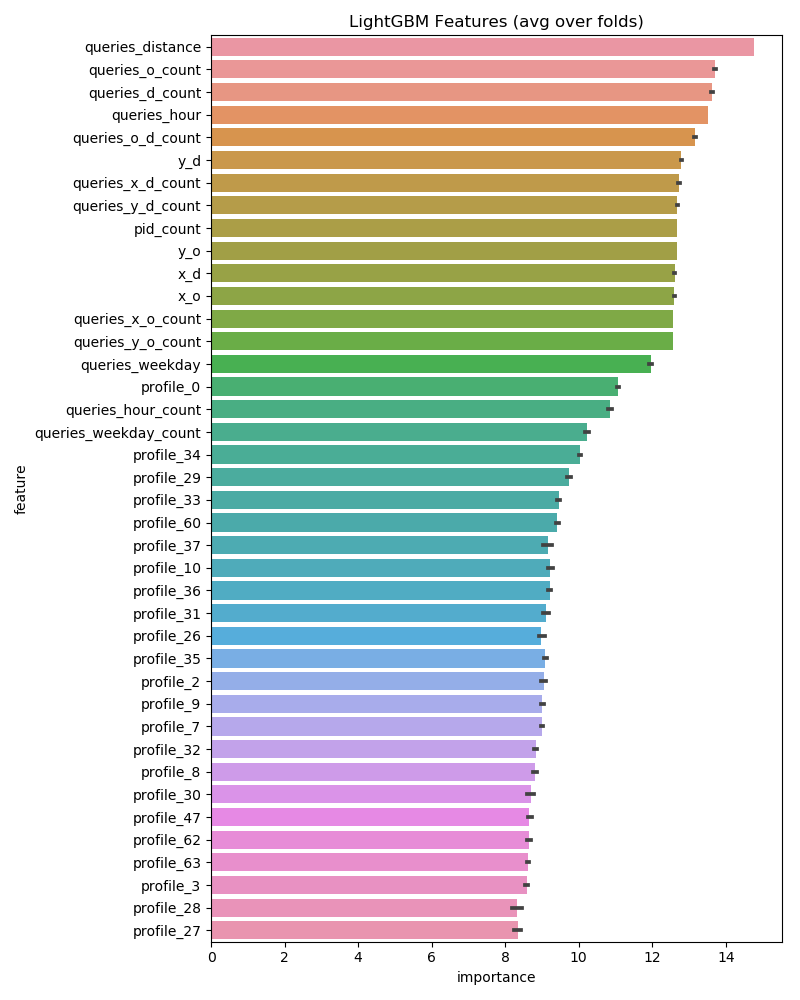 LightGBM Features (avg over folds)
queries_distance
queries_o_count
queries_d_count
queries_hour
queries_o_d_count
y_d
queries_x_d_count
queries_y_d_count
pid_count
y_o
x_d
x_o
queries_x_o_count
queries_y_o_count
queries_weekday
profile_0
queries_hour_count
queries_weekday_count
profile_34
profile_29
profile_33
profile_60
profile_37
profile_10
profile_36
profile_31
profile_26
profile_35
profile_2
profile_9
profile_7
profile_32
profile_8
profile_30
profile_47
profile_62
profile_63
profile_3
profile_28
profile_27
feature
0 2 4 6 8 10 12 14
importance